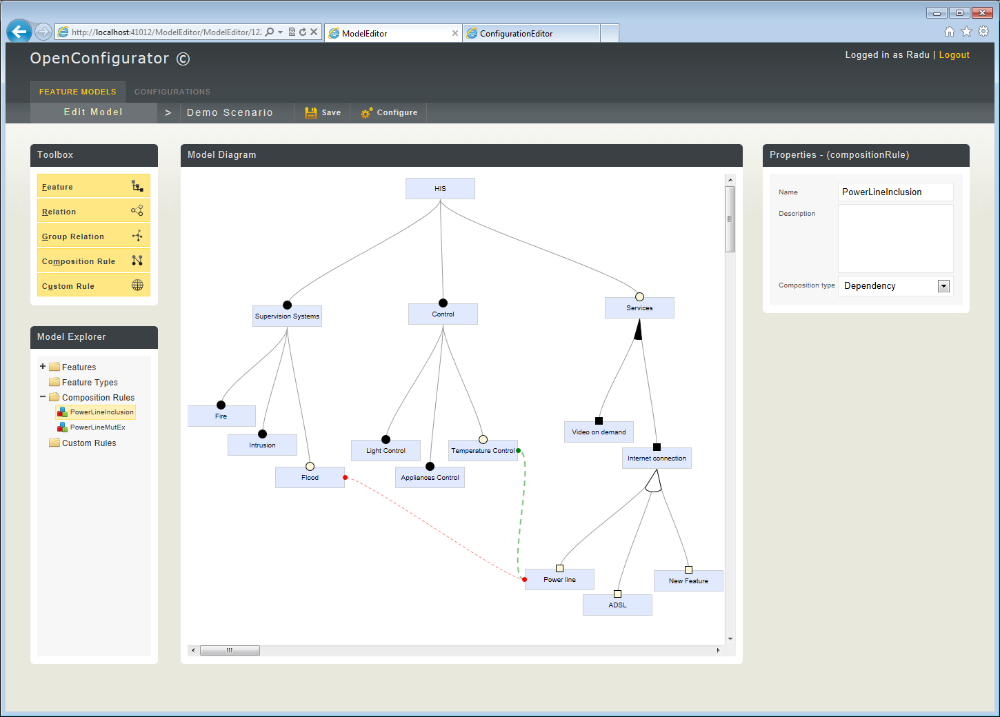 http://localhost:41012/ModelEditor/ModelEditor/122
ModelEditor
ConfigurationEditor
OpenConfigurator ©
Logged in as Radu | Logout
FEATURE MODELS
CONFIGURATIONS
Edit Model
>
Demo Scenario
Save
Configure
Toolbox
Feature
Relation
Group Relation
Composition Rule
Custom Rule
Model Explorer
Features
Feature Types
Composition Rules
PowerLineInclusion
PowerLineMutEx
Custom Rules
Model Diagram
HIS
Supervision Systems
Control
Services
Fire
Intrusion
Flood
Light Control
Appliances Control
Temperature Control
Video on demand
Internet connection
Power line
ADSL
New Feature
Properties - (compositionRule)
Name
PowerLineInclusion
Description
Composition type
Dependency